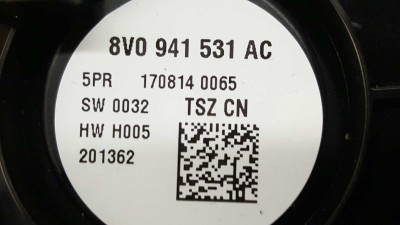 8V0 941 531 AC
5PR 170814 0065
SW 0032 TSZ CN
HW H005
201362